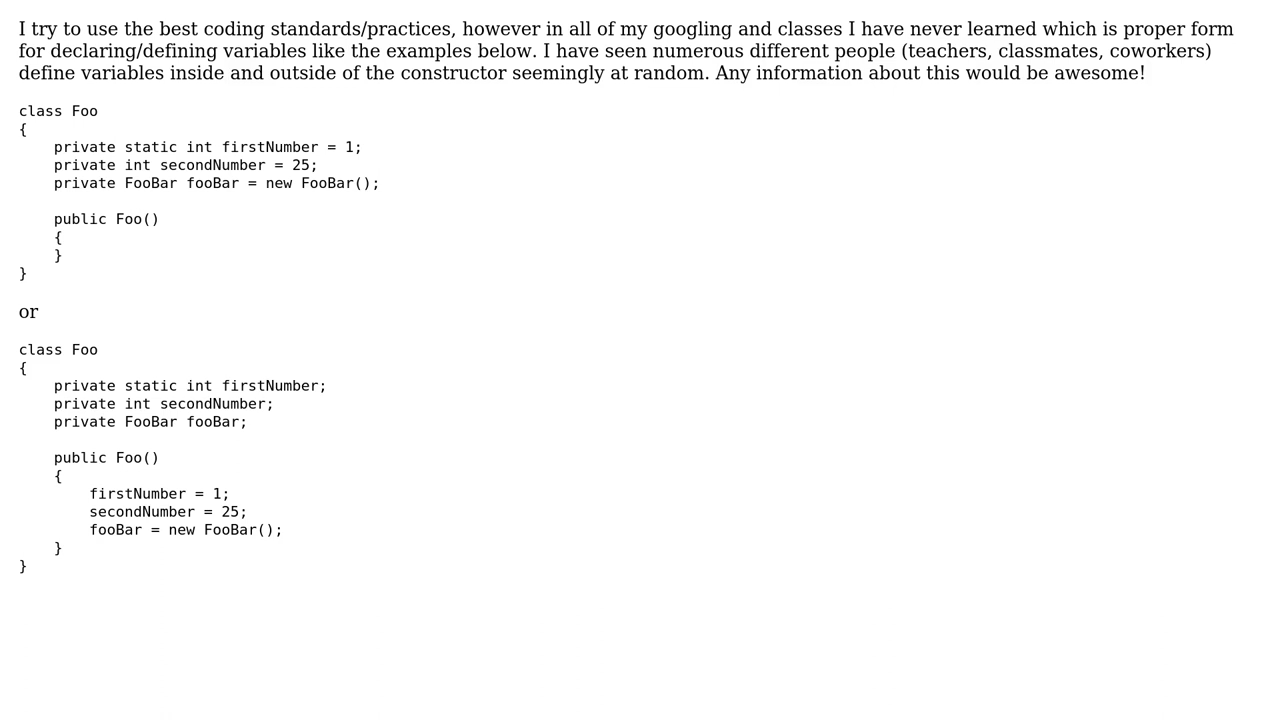 I try to use the best coding standards/practices, however in all of my googling and classes I have never learned which is proper form
for declaring/defining variables like the examples below. I have seen numerous different people (teachers, classmates, coworkers)
define variables inside and outside of the constructor seemingly at random. Any information about this would be awesome!
class Foo
{
    private static int firstNumber = 1;
    private int secondNumber = 25;
    private FooBar fooBar = new FooBar();
    public Foo()
    {
    }
}
or
class Foo
{
    private static int firstNumber;
    private int secondNumber;
    private FooBar fooBar;
    public Foo()
    {
        firstNumber = 1;
        secondNumber = 25;
        fooBar = new FooBar();
    }
}